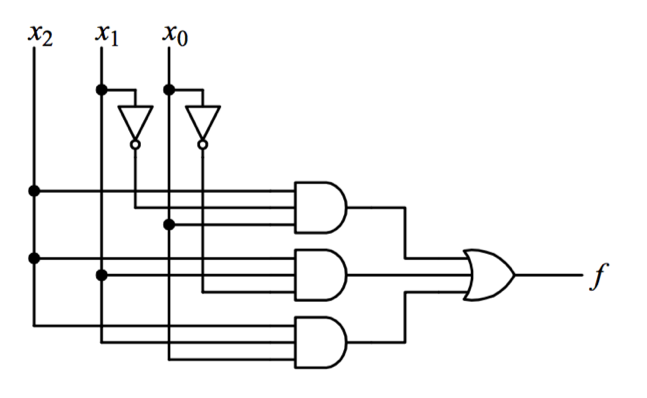 x₂ x₁ x₀
f